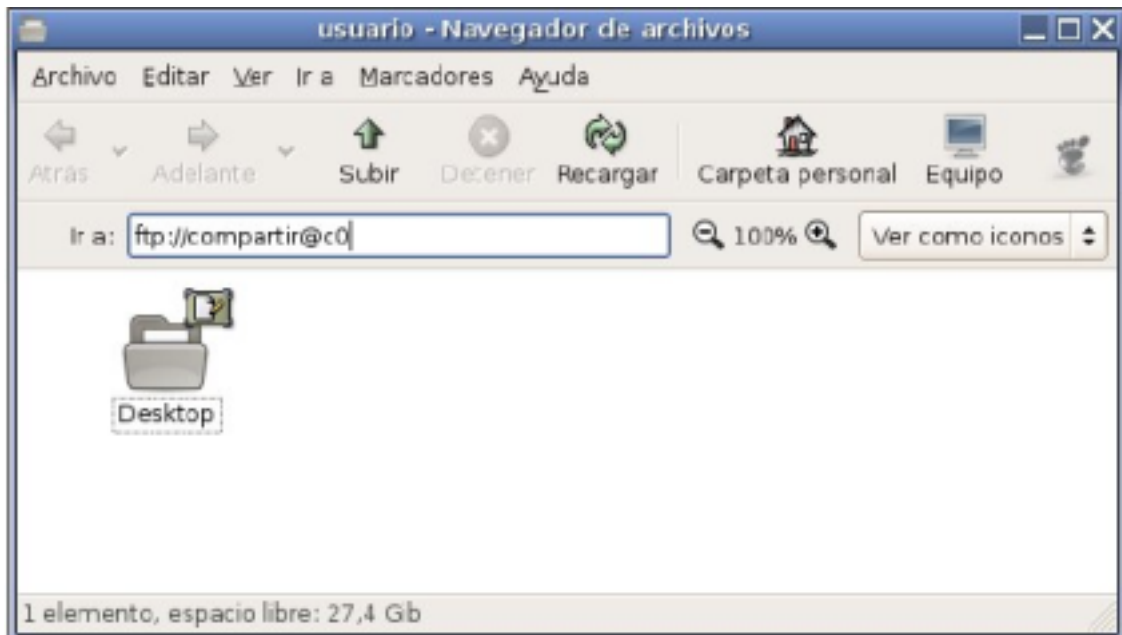 usuario - Navegador de archivos
Archivo Editar Ver Ir a Marcadores Ayuda
Atrás Adelante Subir Detener Recargar Carpeta personal Equipo
Ir a: ftp://compartir@c0 100% Ver como iconos
Desktop
1 elemento, espacio libre: 27,4 Gb